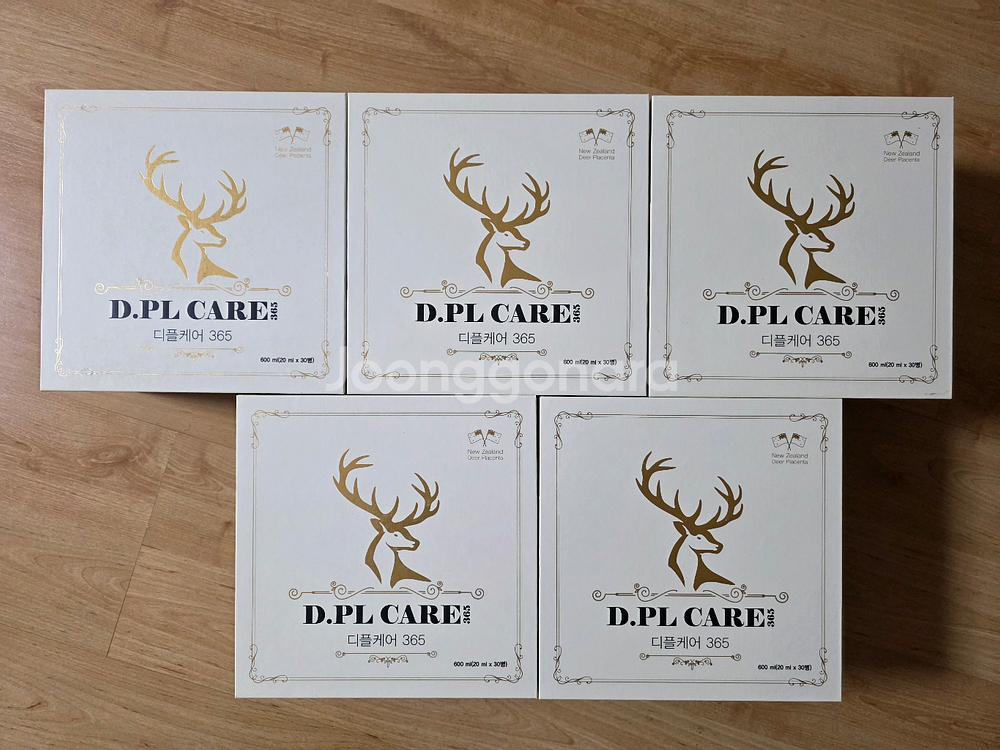 New Zealand
Deer Placenta
D.PL CARE 365
디플케어 365
600 ml(20 ml x 30병)
New Zealand
Deer Placenta
D.PL CARE 365
디플케어 365
600 ml(20 ml x 30병)
New Zealand
Deer Placenta
D.PL CARE 365
디플케어 365
600 ml(20 ml x 30병)
Joonggonara
New Zealand
Deer Placenta
D.PL CARE 365
디플케어 365
600 ml(20 ml x 30병)
New Zealand
Deer Placenta
D.PL CARE 365
디플케어 365
600 ml(20 ml x 30병)